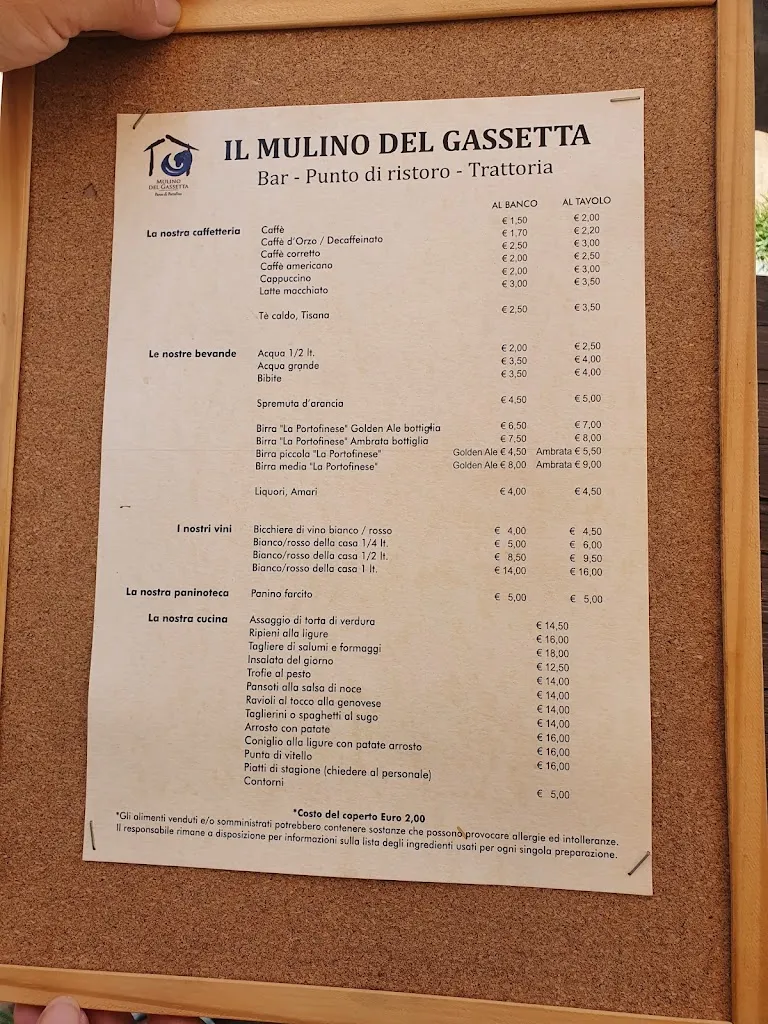 MULINO
DEL GASSETTA
IL MULINO DEL GASSETTA
Bar - Punto di ristoro - Trattoria
AL BANCO AL TAVOLO
La nostra caffetteria Caffè € 1,50 € 2,00
Caffè d'Orzo / Decaffeinato € 1,70 € 2,20
Caffè corretto € 2,50 € 3,00
Caffè americano € 2,00 € 2,50
Cappuccino € 2,00 € 3,00
Latte macchiato € 3,00 € 3,50
Tè caldo, Tisana € 2,50 € 3,50
Le nostre bevande Acqua 1/2 lt. € 2,00 € 2,50
Acqua grande € 3,50 € 4,00
Bibite € 3,50 € 4,00
Spremuta d'arancia € 4,50 € 5,00
Birra "La Portofinese" Golden Ale bottiglia € 6,50 € 7,00
Birra "La Portofinese" Ambrata bottiglia € 7,50 € 8,00
Birra piccola "La Portofinese" Golden Ale € 4,50 Ambrata € 5,50
Birra media "La Portofinese" Golden Ale € 8,00 Ambrata € 9,00
Liquori, Amari € 4,00 € 4,50
I nostri vini Bicchiere di vino bianco / rosso € 4,00 € 4,50
Bianco/rosso della casa 1/4 lt. € 5,00 € 6,00
Bianco/rosso della casa 1/2 lt. € 8,50 € 9,50
Bianco/rosso della casa 1 lt. € 14,00 € 16,00
La nostra paninoteca Panino farcito € 5,00 € 5,00
La nostra cucina Assaggio di torta di verdura € 14,50
Ripieni alla ligure € 16,00
Tagliere di salumi e formaggi € 18,00
Insalata del giorno € 12,50
Trofie al pesto € 14,00
Pansoti alla salsa di noce € 14,00
Ravioli al tocco alla genovese € 14,00
Taglierini o spaghetti al sugo € 14,00
Arrosto con patate € 16,00
Coniglio alla ligure con patate arrosto € 16,00
Punta di vitello € 16,00
Piatti di stagione (chiedere al personale)
Contorni € 5,00
*Costo del coperto Euro 2,00
*Gli alimenti venduti e/o somministrati potrebbero contenere sostanze che possono provocare allergie ed intolleranze.
Il responsabile rimane a disposizione per informazioni sulla lista degli ingredienti usati per ogni singola preparazione.